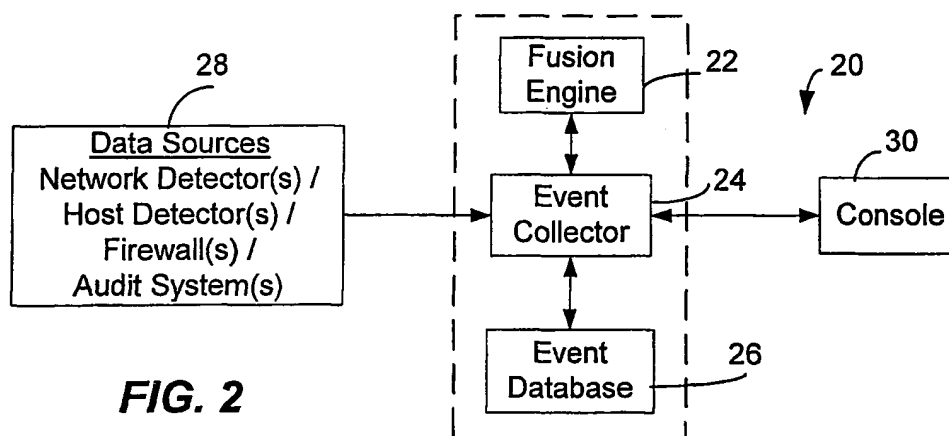 28
Data Sources
Network Detector(s) /
Host Detector(s) /
Firewall(s) /
Audit System(s)
Fusion
Engine
22
20
Event
Collector
24
30
Console
Event
Database
26
FIG. 2